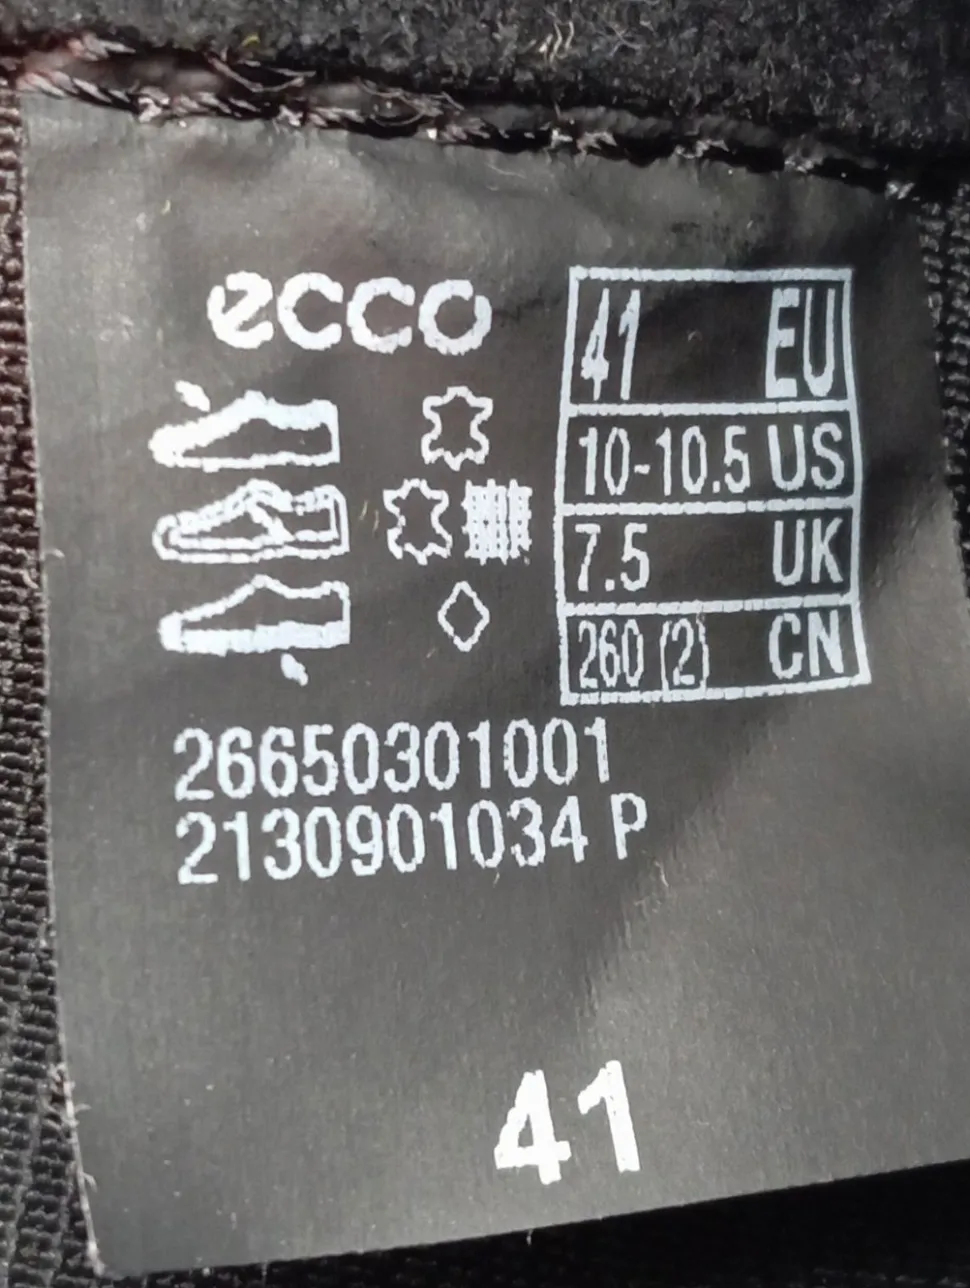 ecco
41 EU
10-10.5 US
7.5 UK
260 (2) CN
26650301001
2130901034 P
41